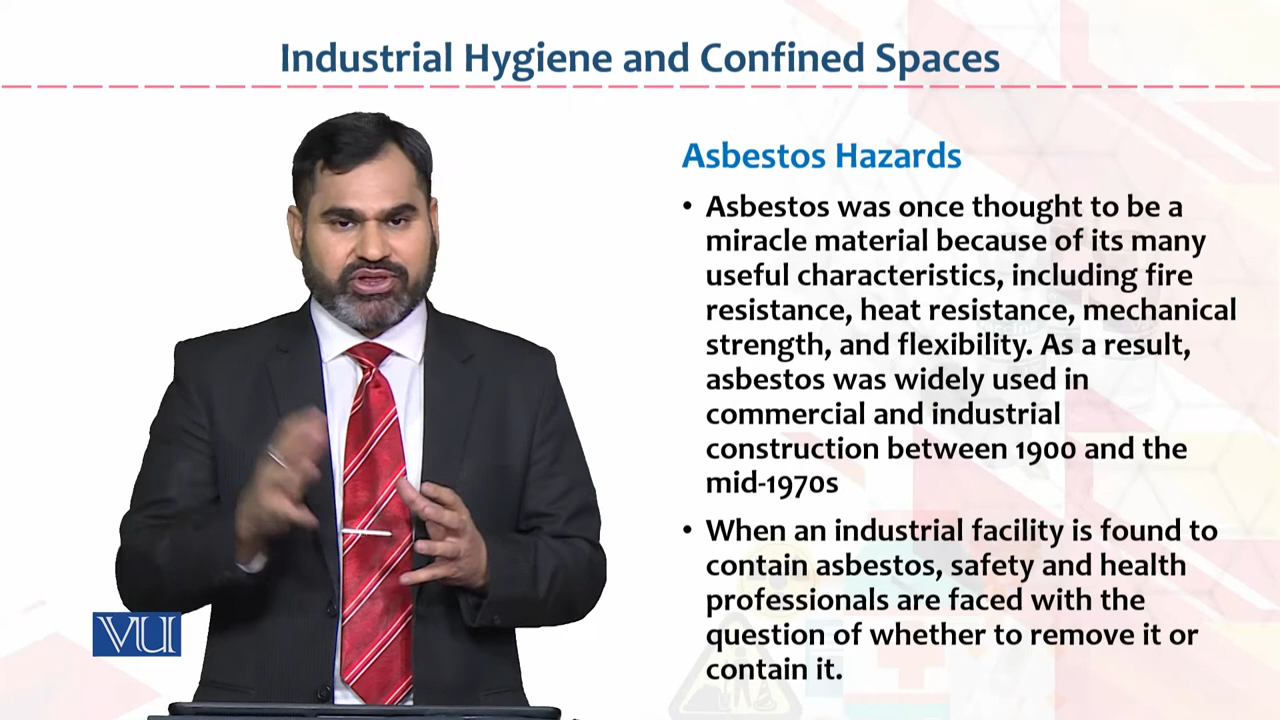 Industrial Hygiene and Confined Spaces
Asbestos Hazards
• Asbestos was once thought to be a
miracle material because of its many
useful characteristics, including fire
resistance, heat resistance, mechanical
strength, and flexibility. As a result,
asbestos was widely used in
commercial and industrial
construction between 1900 and the
mid-1970s
• When an industrial facility is found to
contain asbestos, safety and health
professionals are faced with the
question of whether to remove it or
contain it.
VU